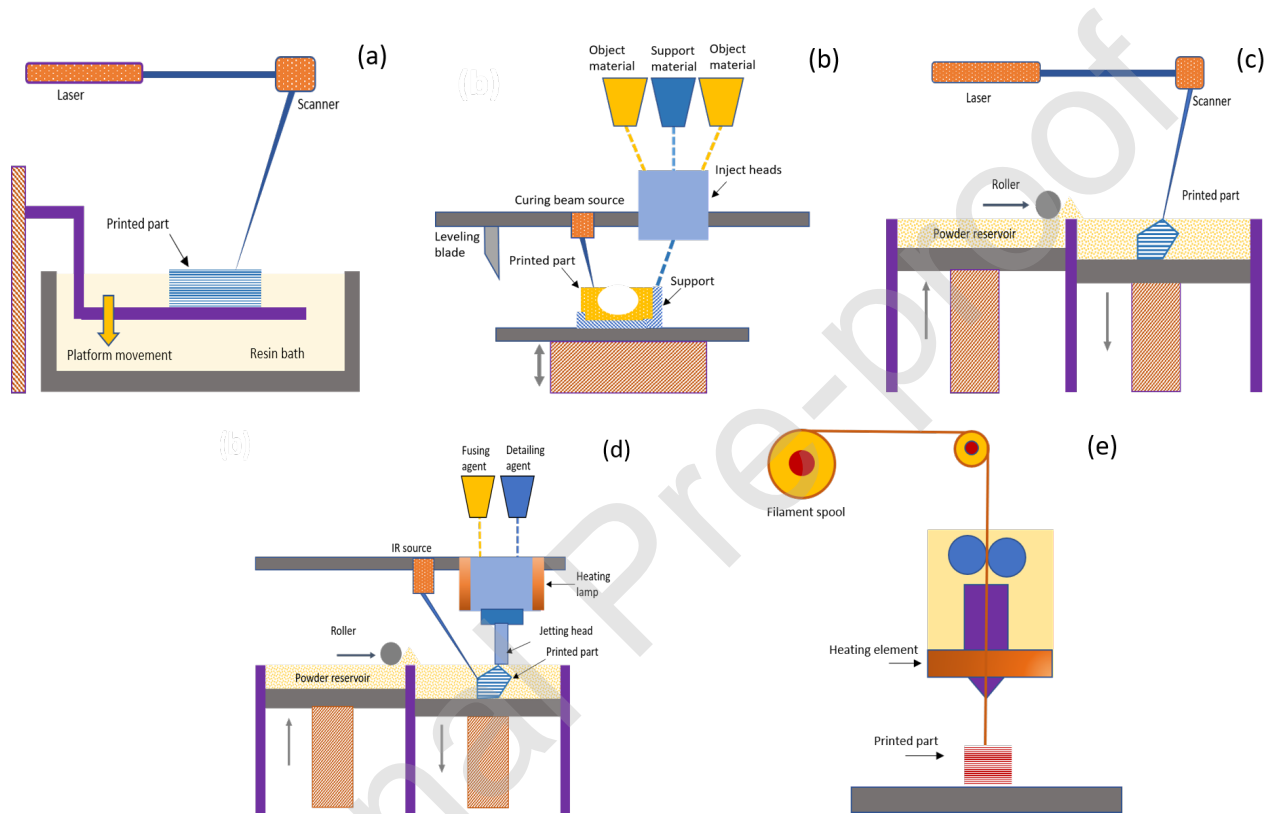 (a)
Laser
Scanner
Printed part
Platform movement
Resin bath
(b)
(b)
Object
material
Support
material
Object
material
Inject heads
Curing beam source
Leveling
blade
Printed part
Support
(c)
Laser
Scanner
Roller
Printed part
Powder reservoir
(b)
(d)
Fusing
agent
Detailing
agent
IR source
Heating
lamp
Jetting head
Roller
Printed part
Powder reservoir
(e)
Filament spool
Heating element
Printed part
nal Pre-proof